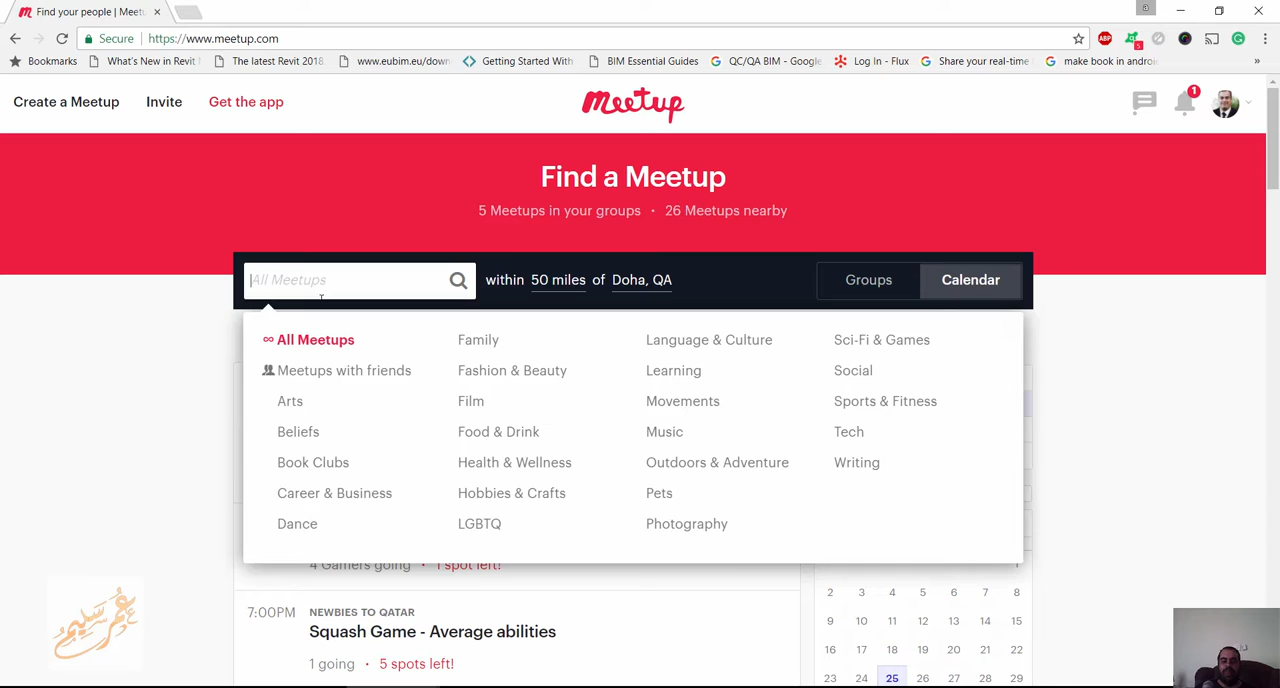 Find your people | Meetu
Secure https://www.meetup.com
ABP
5
Bookmarks What's New in Revit The latest Revit 2018 www.eubim.eu/down Getting Started With BIM Essential Guides QC/QA BIM - Google Log In - Flux Share your real-time make book in androi »
Create a Meetup Invite Get the app
Meetup
1
Find a Meetup
5 Meetups in your groups · 26 Meetups nearby
All Meetups
within 50 miles of Doha, QA
Groups Calendar
All Meetups Family Language & Culture Sci-Fi & Games
Meetups with friends Fashion & Beauty Learning Social
Arts Film Movements Sports & Fitness
Beliefs Food & Drink Music Tech
Book Clubs Health & Wellness Outdoors & Adventure Writing
Career & Business Hobbies & Crafts Pets
Dance LGBTQ Photography
4 Gamers going · 1 spot left!
1
2 3 4 5 6 7 8
7:00PM NEWBIES TO QATAR
Squash Game - Average abilities
1 going · 5 spots left!
9 10 11 12 13 14 15
16 17 18 19 20 21 22
23 24 25 26 27 28 29
عمر سليم